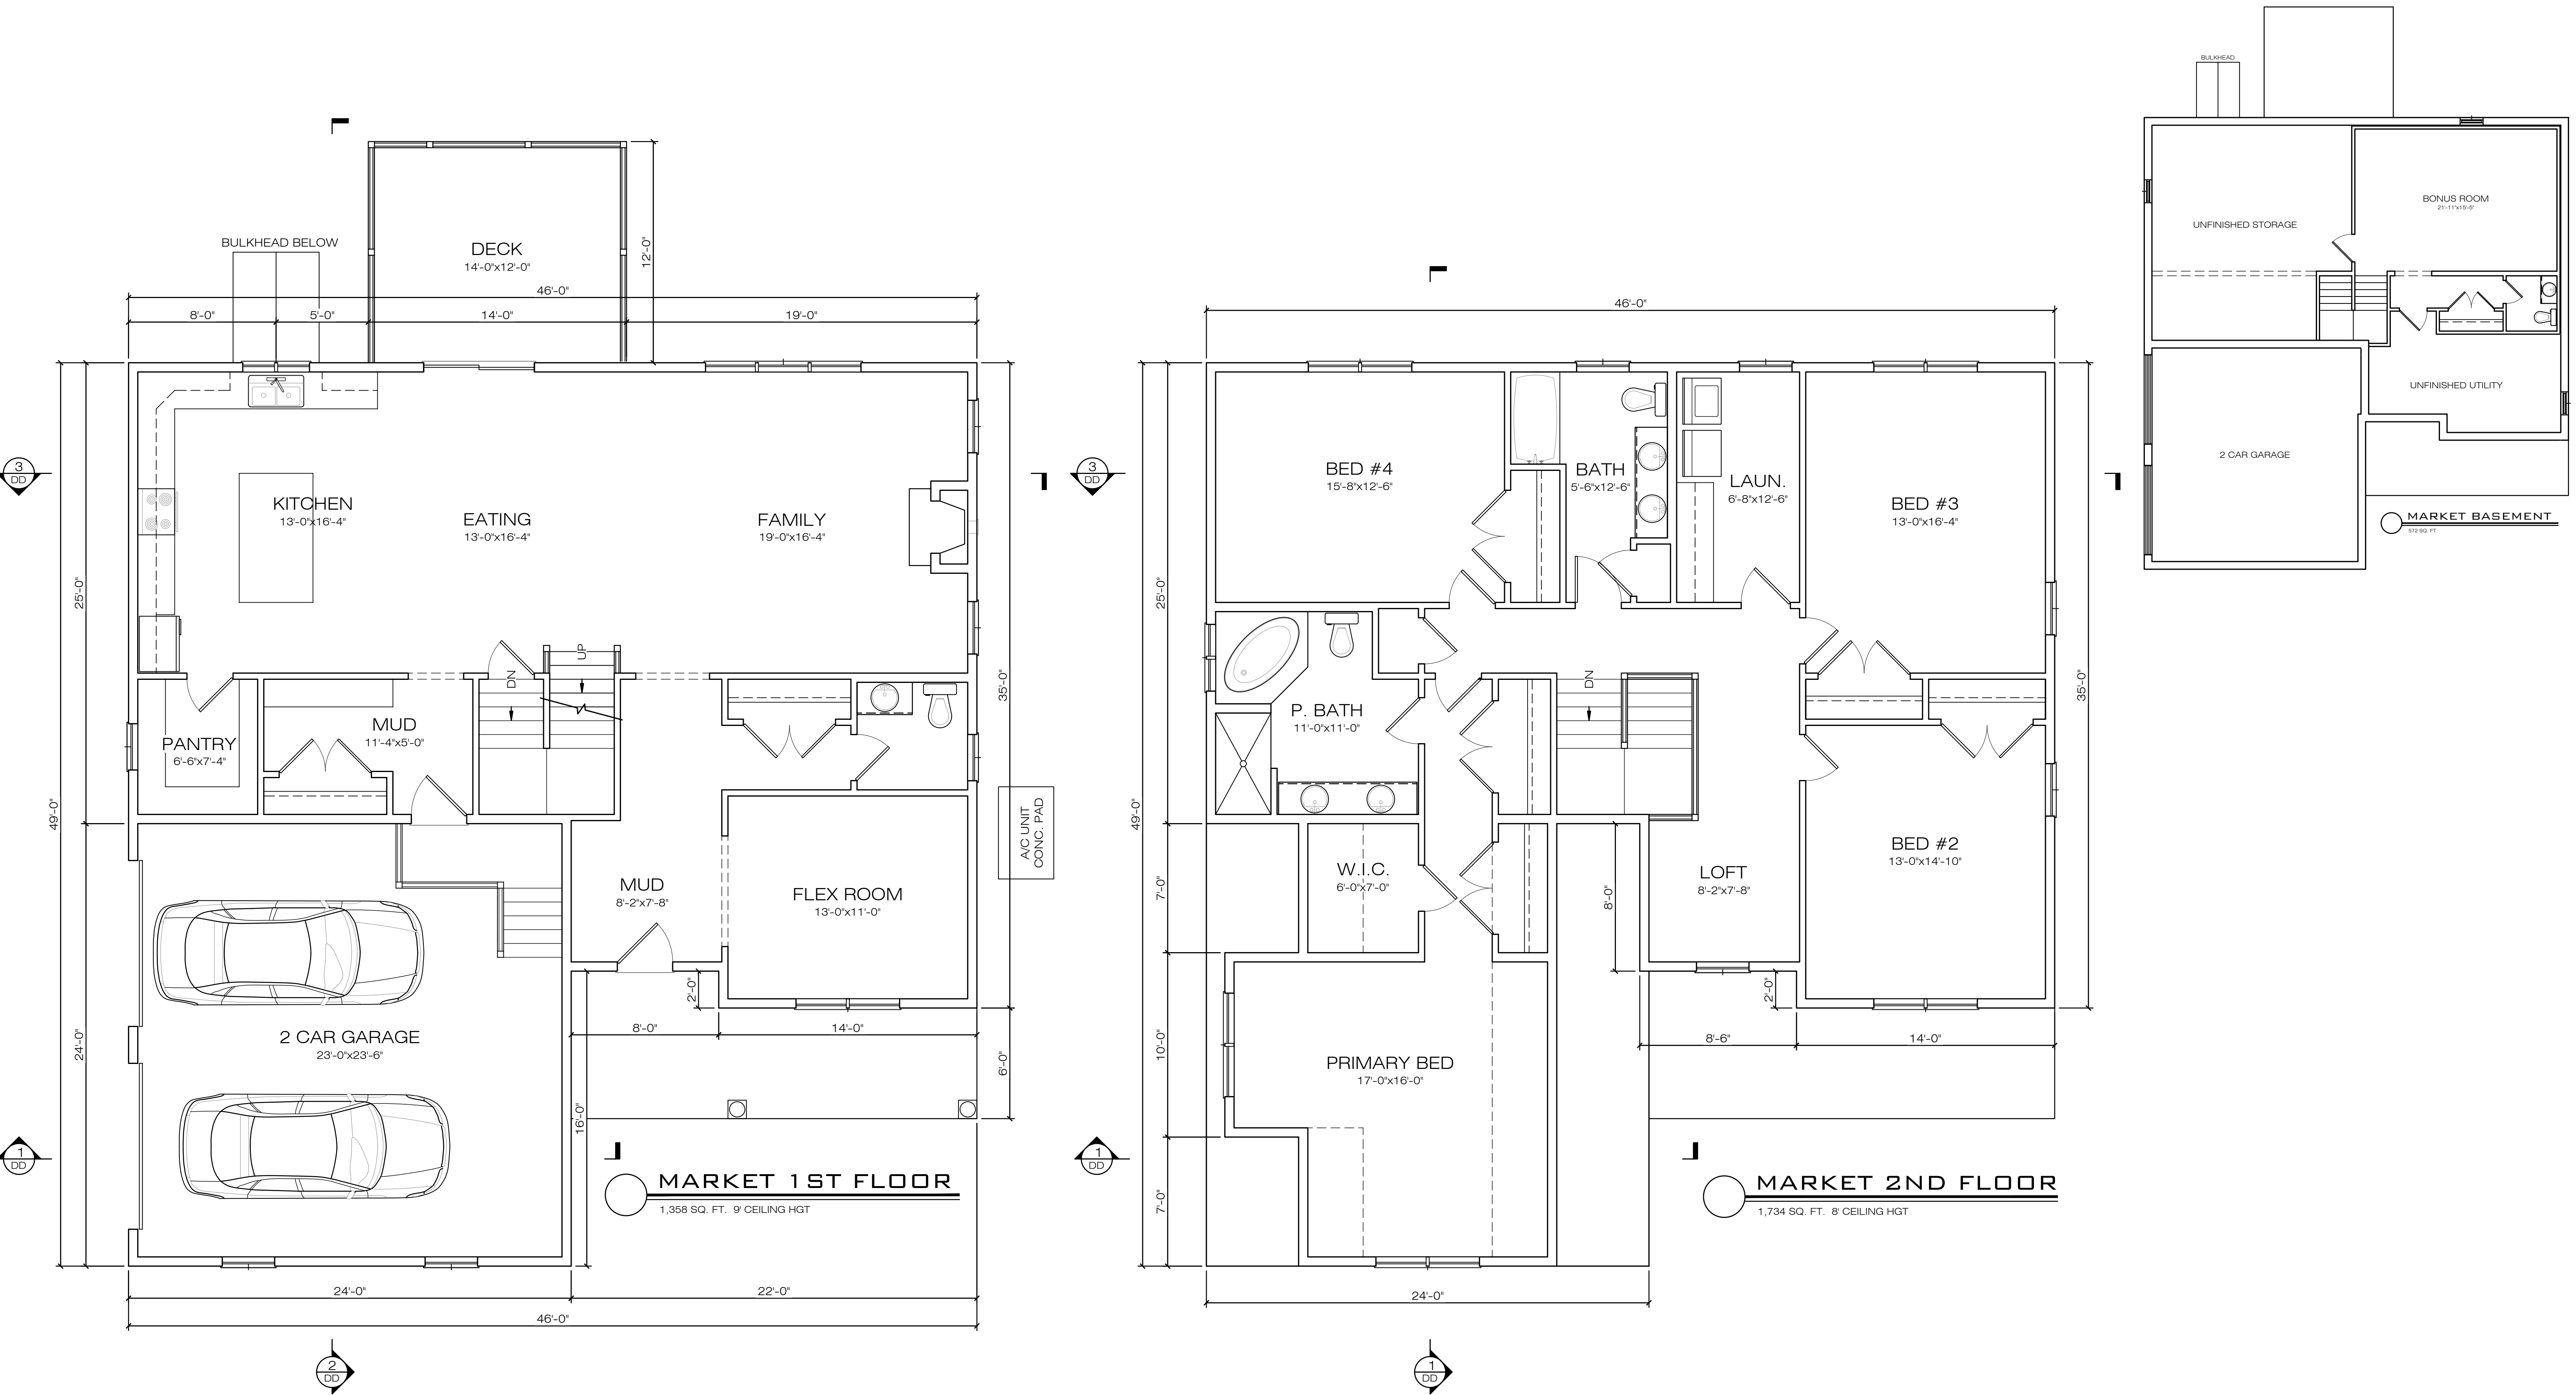 DECK
14'-0"x12'-0"
12'-0"
BULKHEAD BELOW
46'-0"
8'-0"
5'-0"
14'-0"
19'-0"
3
DD
KITCHEN
13'-0"x16'-4"
EATING
13'-0"x16'-4"
FAMILY
19'-0"x16'-4"
25'-0"
49'-0"
24'-0"
35'-0"
DN
UP
PANTRY
6'-6"x7'-4"
MUD
11'-4"x5'-0"
MUD
8'-2"x7'-8"
FLEX ROOM
13'-0"x11'-0"
A/C UNIT
CONC. PAD
2 CAR GARAGE
23'-0"x23'-6"
2'-0"
8'-0"
14'-0"
6'-0"
16'-0"
1
DD
MARKET 1ST FLOOR
1,358 SQ. FT. 9' CEILING HGT
24'-0"
22'-0"
46'-0"
2
DD
46'-0"
3
DD
BED #4
15'-8"x12'-6"
BATH
5'-6"x12'-6"
LAUN.
6'-8"x12'-6"
BED #3
13'-0"x16'-4"
25'-0"
49'-0"
35'-0"
P. BATH
11'-0"x11'-0"
DN
W.I.C.
6'-0"x7'-0"
7'-0"
8'-0"
LOFT
8'-2"x7'-8"
BED #2
13'-0"x14'-10"
2'-0"
8'-6"
14'-0"
10'-0"
PRIMARY BED
17'-0"x16'-0"
7'-0"
1
DD
MARKET 2ND FLOOR
1,734 SQ. FT. 8' CEILING HGT
24'-0"
1
DD
BULKHEAD
UNFINISHED STORAGE
BONUS ROOM
UNFINISHED UTILITY
2 CAR GARAGE
MARKET BASEMENT
572 SQ. FT.